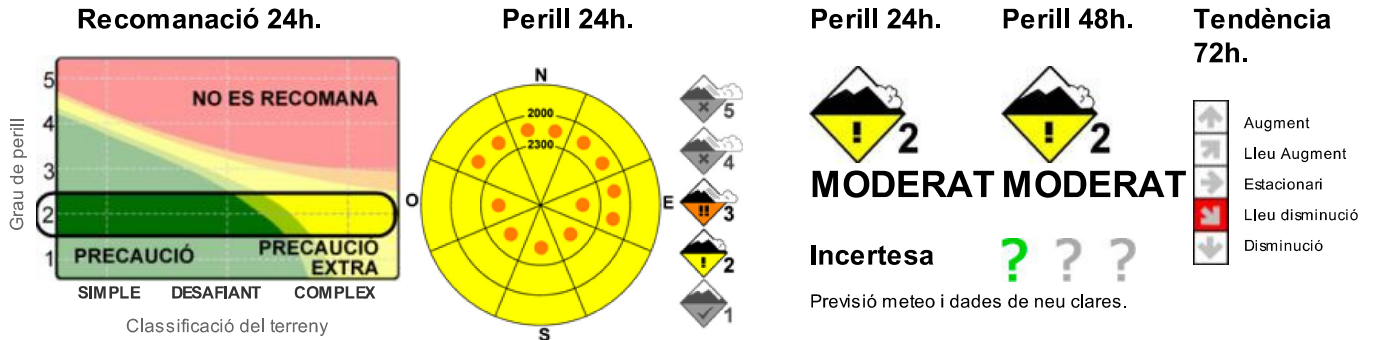 Recomanació 24h.
Grau de perill
5
4
3
2
1
NO ES RECOMANA
PRECAUCIÓ
PRECAUCIÓ
EXTRA
SIMPLE DESAFIANT COMPLEX
Classificació del terreny
Perill 24h.
N
2000
2300
O
E
S
5
4
!! 3
! 2
1
Perill 24h.
! 2
MODERAT
Perill 48h.
! 2
MODERAT
Incertesa ? ? ?
Previsió meteo i dades de neu clares.
Tendència
72h.
Augment
Lleu Augment
Estacionari
Lleu disminució
Disminució